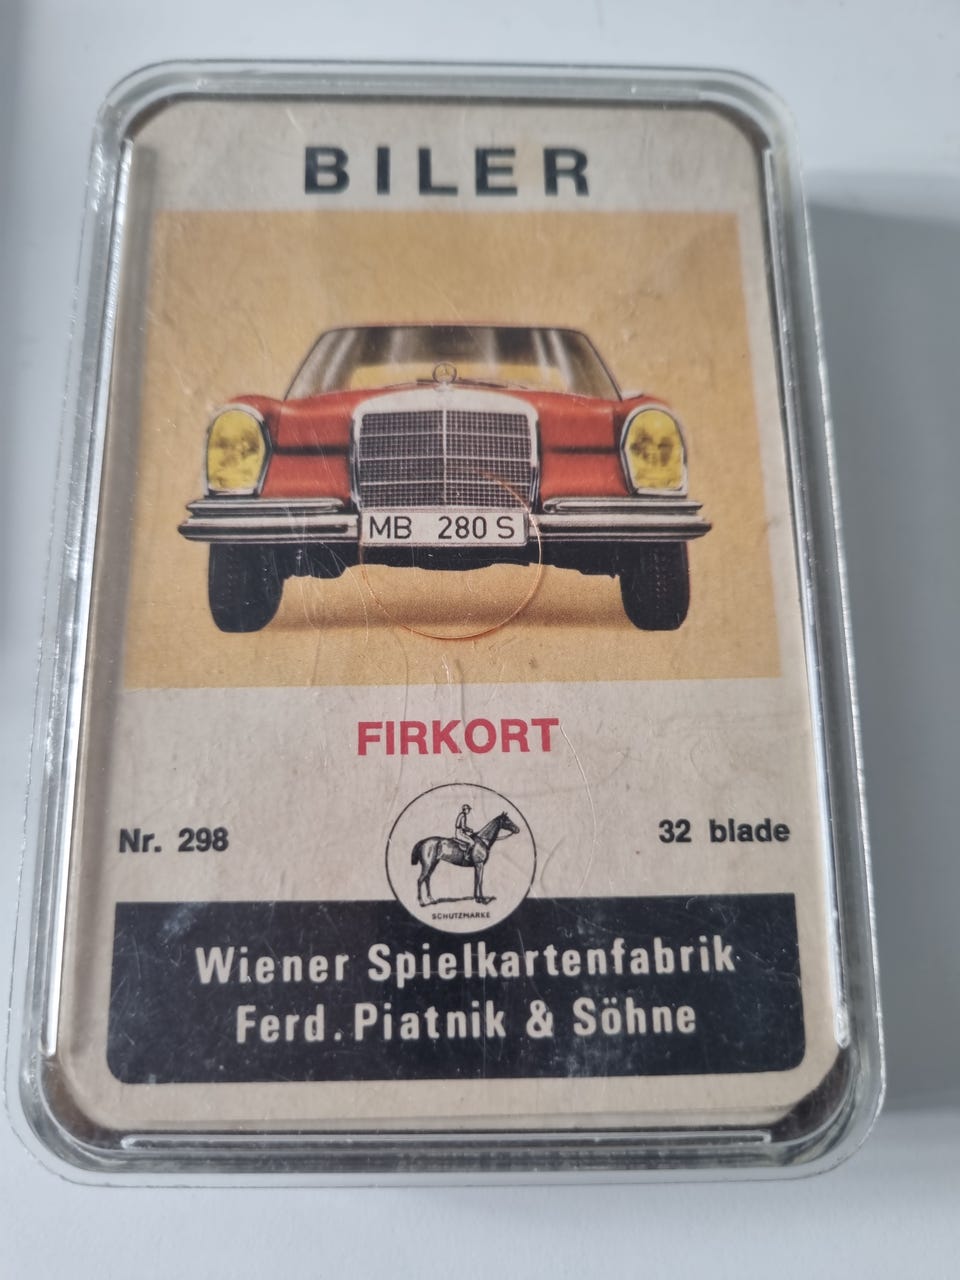 BILER
MB 280 S
FIRKORT
Nr. 298
32 blade
SCHUTZMARKE
Wiener Spielkartenfabrik
Ferd. Piatnik & Söhne